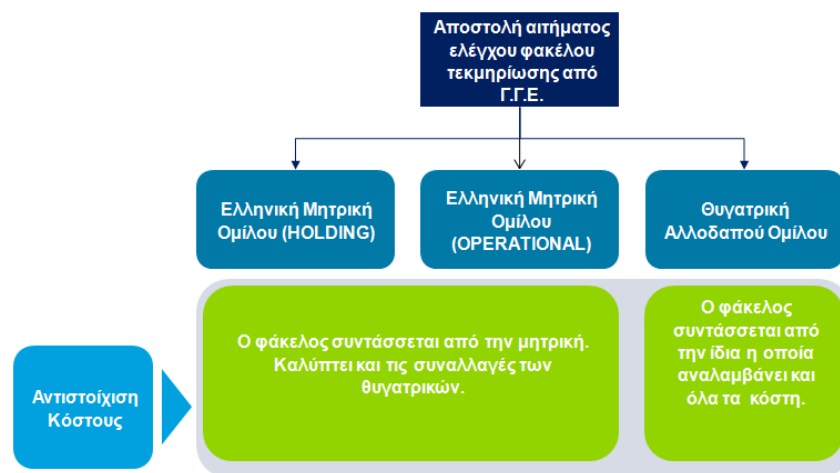 Αποστολή αιτήματος
ελέγχου φακέλου
τεκμηρίωσης από
Γ.Γ.Ε.
Ελληνική Μητρική
Ομίλου (HOLDING)
Ελληνική Μητρική
Ομίλου
(OPERATIONAL)
Θυγατρική
Αλλοδαπού Ομίλου
Αντιστοίχιση
Κόστους
Ο φάκελος συντάσσεται από την μητρική.
Καλύπτει και τις συναλλαγές των
θυγατρικών.
Ο φάκελος
συντάσσεται από
την ίδια η οποία
αναλαμβάνει και
όλα τα κόστη.